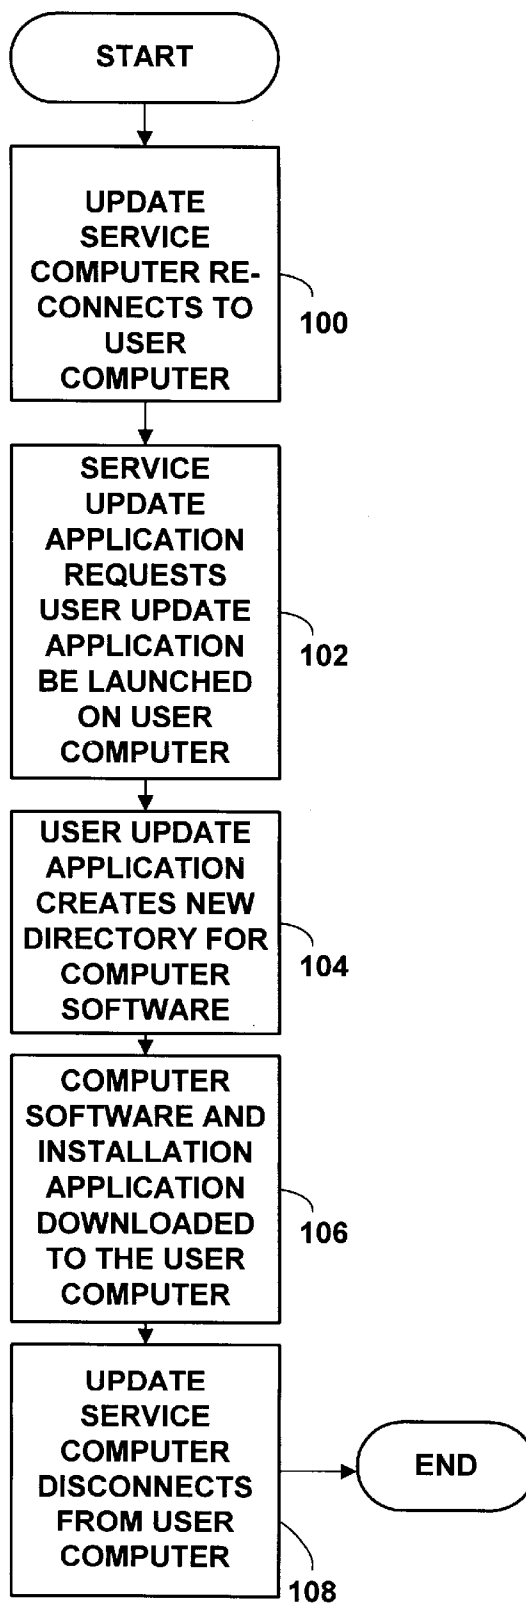 START
UPDATE
SERVICE
COMPUTER RE-
CONNECTS TO
USER
COMPUTER
100
SERVICE
UPDATE
APPLICATION
REQUESTS
USER UPDATE
APPLICATION
BE LAUNCHED
ON USER
COMPUTER
102
USER UPDATE
APPLICATION
CREATES NEW
DIRECTORY FOR
COMPUTER
SOFTWARE
104
COMPUTER
SOFTWARE AND
INSTALLATION
APPLICATION
DOWNLOADED
TO THE USER
COMPUTER
106
UPDATE
SERVICE
COMPUTER
DISCONNECTS
FROM USER
COMPUTER
108
END